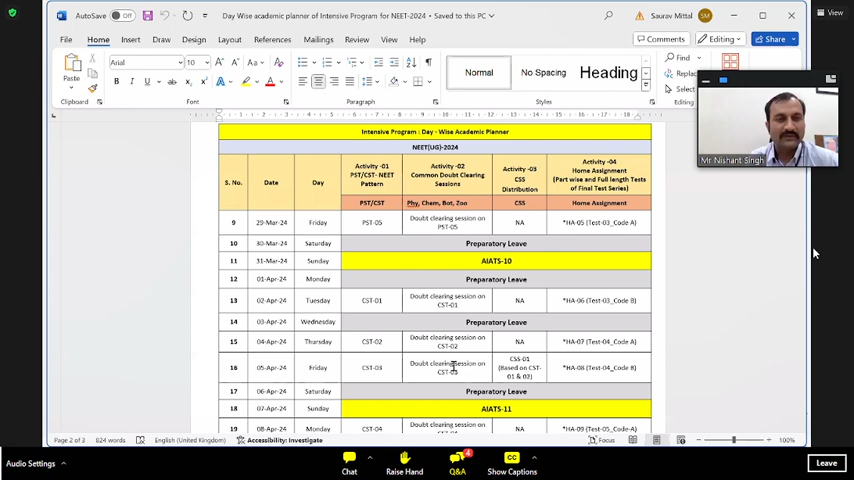 View
AutoSave Off
Day Wise academic planner of Intensive Program for NEET-2024 • Saved to this PC
Saurav Mittal SM
File Home Insert Draw Design Layout References Mailings Review View Help
Comments Editing Share
Paste
Arial 10
Normal No Spacing Heading
Find
Replace
Select
Clipboard Font Paragraph Styles Editing
Mr Nishant Singh
Intensive Program : Day - Wise Academic Planner
NEET(UG)-2024
S. No. Date Day
Activity -01
PST/CST- NEET
Pattern
PST/CST
Activity -02
Common Doubt Clearing
Sessions
Phy, Chem, Bot, Zoo
Activity -03
CSS
Distribution
CSS
Activity -04
Home Assignment
(Part wise and Full length Tests
of Final Test Series)
Home Assignment
9 29-Mar-24 Friday PST-05 Doubt clearing session on
PST-05 NA *HA-05 (Test-03_Code A)
10 30-Mar-24 Saturday Preparatory Leave
11 31-Mar-24 Sunday AIATS-10
12 01-Apr-24 Monday Preparatory Leave
13 02-Apr-24 Tuesday CST-01 Doubt clearing session on
CST-01 NA *HA-06 (Test-03_Code B)
14 03-Apr-24 Wednesday Preparatory Leave
15 04-Apr-24 Thursday CST-02 Doubt clearing session on
CST-02 NA *HA-07 (Test-04_Code A)
16 05-Apr-24 Friday CST-03 Doubt clearing session on
CST-03 CSS-01
(Based on CST-
01 & 02) *HA-08 (Test-04_Code B)
17 06-Apr-24 Saturday Preparatory Leave
18 07-Apr-24 Sunday AIATS-11
19 08-Apr-24 Monday CST-04 Doubt clearing session on
NA *HA-09 (Test-05_Code A)
Page 2 of 3 824 words English (United Kingdom) Accessibility: Investigate Focus 100%
Audio Settings Chat Raise Hand 4 Q&A CC Show Captions Leave